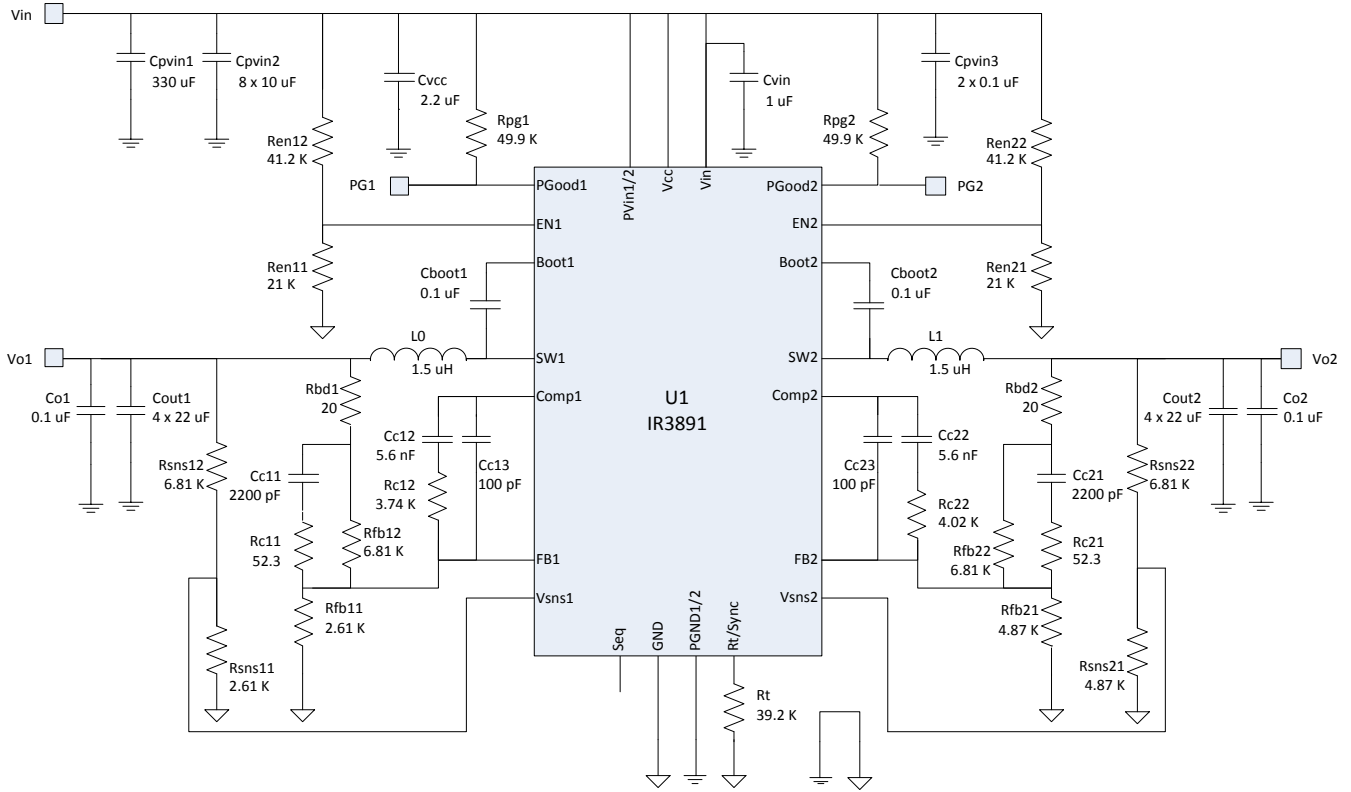 Vin
Cpvin1
330 uF
Cpvin2
8 x 10 uF
Cvcc
2.2 uF
Cvin
1 uF
Cpvin3
2 x 0.1 uF
Ren12
41.2 K
Rpg1
49.9 K
Rpg2
49.9 K
Ren22
41.2 K
PG1
PGood1
PVin1/2
Vcc
Vin
PGood2
PG2
EN1
EN2
Ren11
21 K
Boot1
Boot2
Ren21
21 K
Cboot1
0.1 uF
Cboot2
0.1 uF
Vo1
L0
1.5 uH
SW1
SW2
L1
1.5 uH
Vo2
Co1
0.1 uF
Cout1
4 x 22 uF
Rbd1
20
Comp1
U1
IR3891
Comp2
Rbd2
20
Cout2
4 x 22 uF
Co2
0.1 uF
Rsns12
6.81 K
Cc11
2200 pF
Cc12
5.6 nF
Cc13
100 pF
Rc12
3.74 K
Cc23
100 pF
Cc22
5.6 nF
Cc21
2200 pF
Rsns22
6.81 K
Rc11
52.3
Rfb12
6.81 K
Rc22
4.02 K
Rfb22
6.81 K
Rc21
52.3
FB1
FB2
Vsns1
Vsns2
Rfb11
2.61 K
Rfb21
4.87 K
Rsns11
2.61 K
Rsns21
4.87 K
Seq
GND
PGND1/2
Rt/Sync
Rt
39.2 K